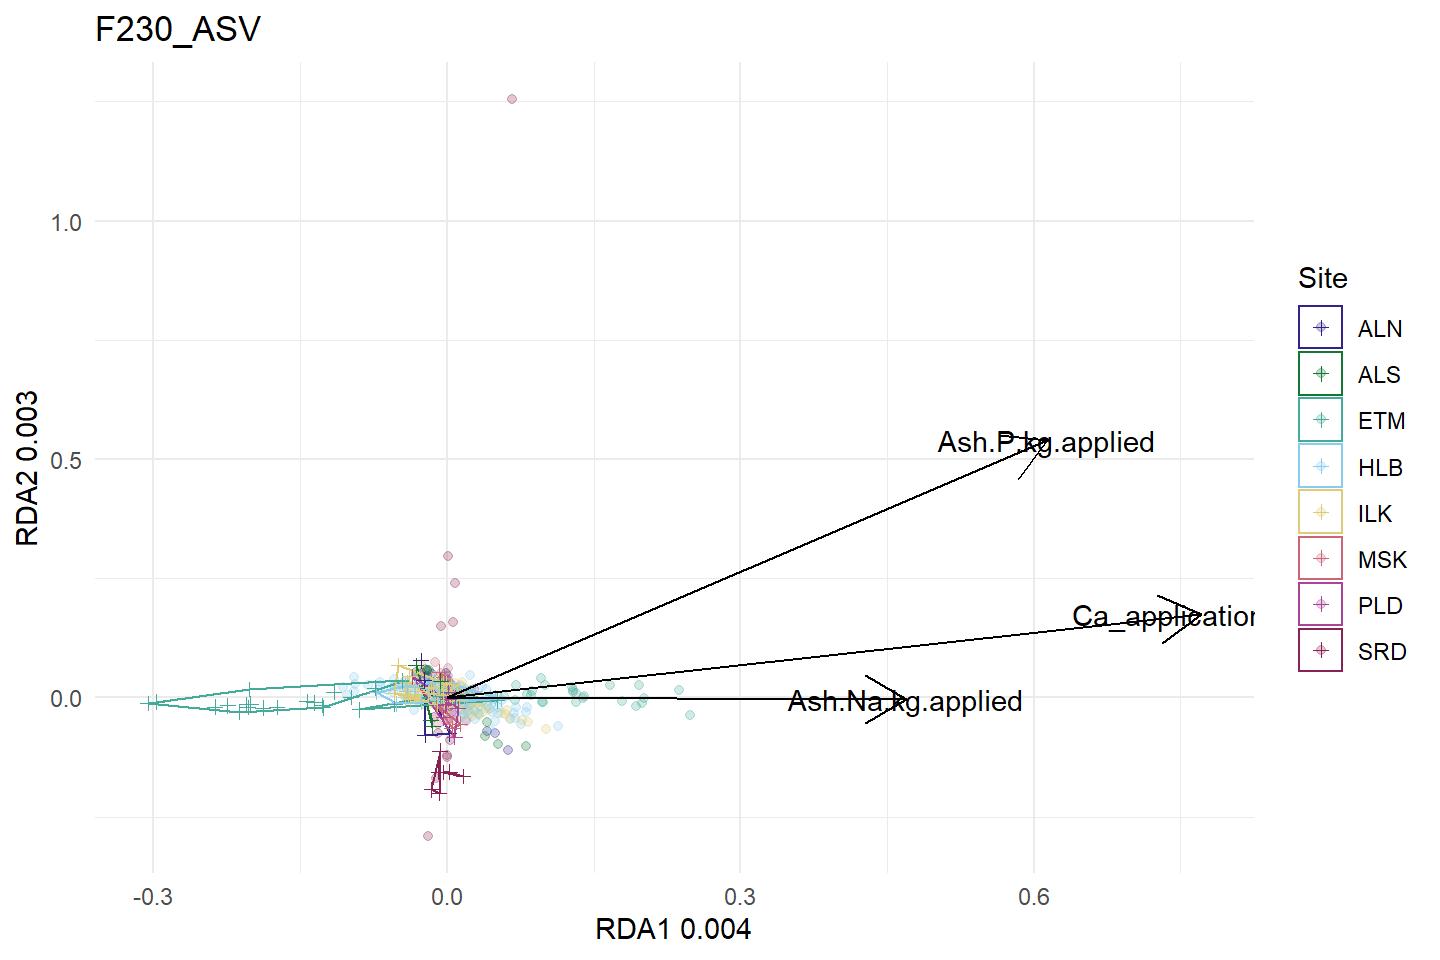 F230_ASV
1.0
0.5
0.0
RDA2 0.003
Ash.P.kg.applied
Ca_application
Ash.Na.kg.applied
-0.3
0.0
0.3
0.6
RDA1 0.004
Site
ALN
ALS
ETM
HLB
ILK
MSK
PLD
SRD